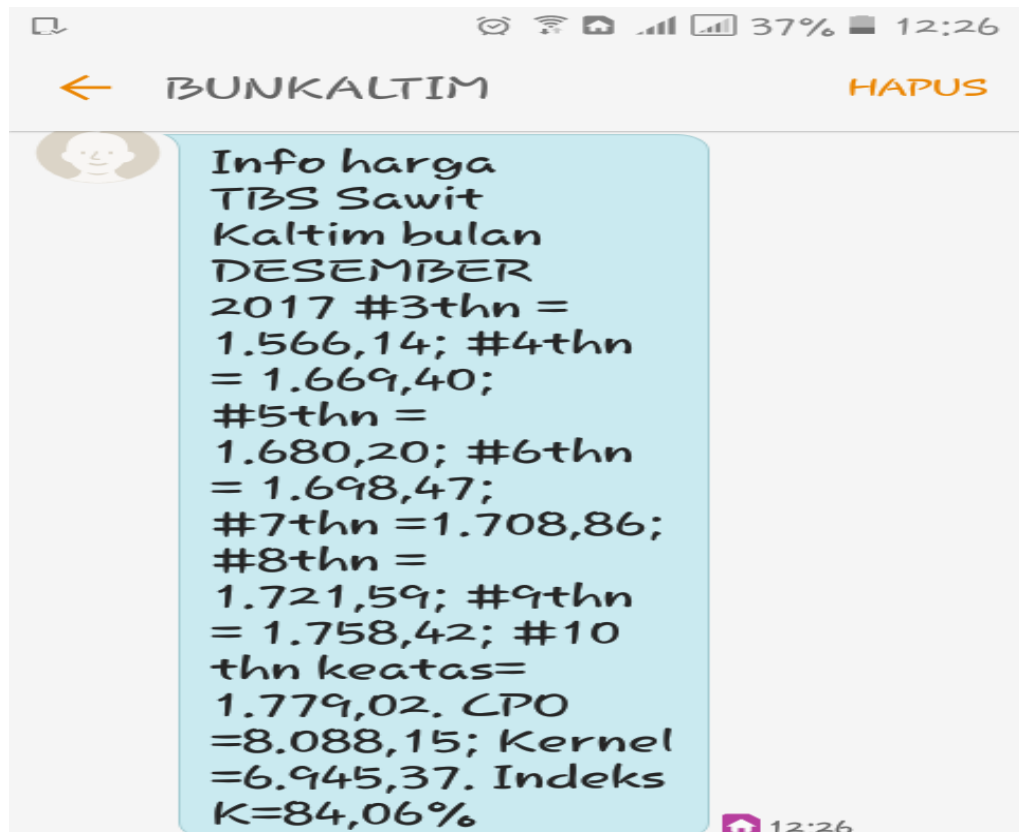 37% 12:26
BUNKALTIM HAPUS
Info harga
TBS Sawit
Kaltim bulan
DESEMBER
2017 #3thn =
1.566,14; #4thn
= 1.669,40;
#5thn =
1.680,20; #6thn
= 1.698,47;
#7thn =1.708,86;
#8thn =
1.721,59; #9thn
= 1.758,42; #10
thn keatas=
1.779,02. CPO
=8.088,15; Kernel
=6.945,37. Indeks
K=84,06%
12:26